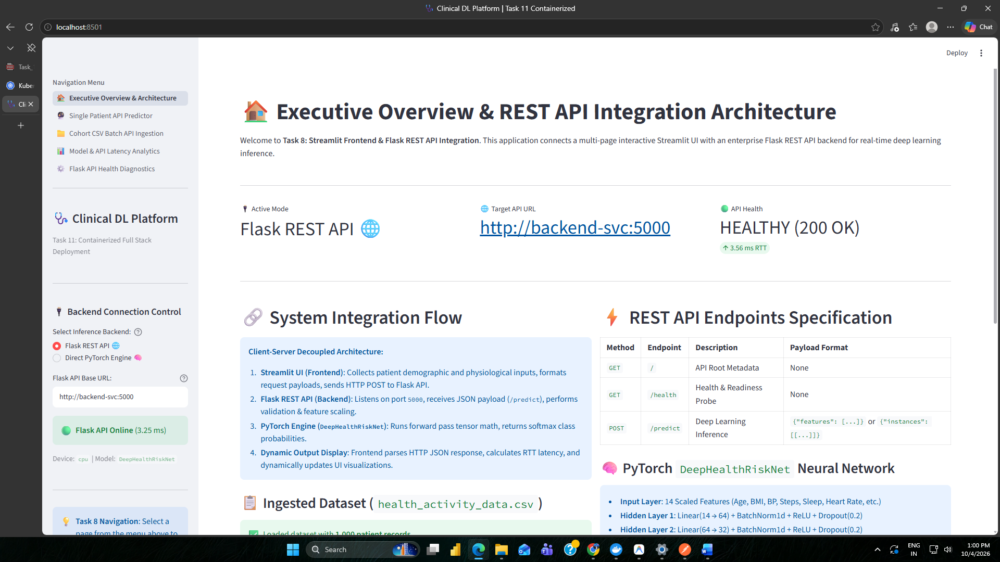 Clinical DL Platform | Task 11 Containerized
localhost:8501
Chat
Task_
Kuber
Cli
Deploy
Navigation Menu
Executive Overview & Architecture
Single Patient API Predictor
Cohort CSV Batch API Ingestion
Model & API Latency Analytics
Flask API Health Diagnostics
Clinical DL Platform
Task 11: Containerized Full Stack
Deployment
Backend Connection Control
Select Inference Backend:
Flask REST API
Direct PyTorch Engine
Flask API Base URL:
http://backend-svc:5000
Flask API Online (3.25 ms)
Device: cpu | Model: DeepHealthRiskNet
Task 8 Navigation: Select a
page from the menu above to
Executive Overview & REST API Integration Architecture
Welcome to Task 8: Streamlit Frontend & Flask REST API Integration. This application connects a multi-page interactive Streamlit UI with an enterprise Flask REST API backend for real-time deep learning
inference.
Active Mode
Flask REST API
Target API URL
http://backend-svc:5000
API Health
HEALTHY (200 OK)
↑ 3.56 ms RTT
System Integration Flow
Client-Server Decoupled Architecture:
1. Streamlit UI (Frontend): Collects patient demographic and physiological inputs, formats
request payloads, sends HTTP POST to Flask API.
2. Flask REST API (Backend): Listens on port 5000, receives JSON payload (/predict), performs
validation & feature scaling.
3. PyTorch Engine (DeepHealthRiskNet): Runs forward pass tensor math, returns softmax class
probabilities.
4. Dynamic Output Display: Frontend parses HTTP JSON response, calculates RTT latency, and
dynamically updates UI visualizations.
Ingested Dataset ( health_activity_data.csv )
Loaded dataset with 1,000 patient records
REST API Endpoints Specification
Method Endpoint Description Payload Format
GET / API Root Metadata None
GET /health Health & Readiness Probe None
POST /predict Deep Learning Inference {"features": [...]} or {"instances": [[...]]}
PyTorch DeepHealthRiskNet Neural Network
• Input Layer: 14 Scaled Features (Age, BMI, BP, Steps, Sleep, Heart Rate, etc.)
• Hidden Layer 1: Linear(14 → 64) + BatchNorm1d + ReLU + Dropout(0.2)
• Hidden Layer 2: Linear(64 → 32) + BatchNorm1d + ReLU + Dropout(0.2)
Search
ENG
IN
1:00 PM
10/4/2026